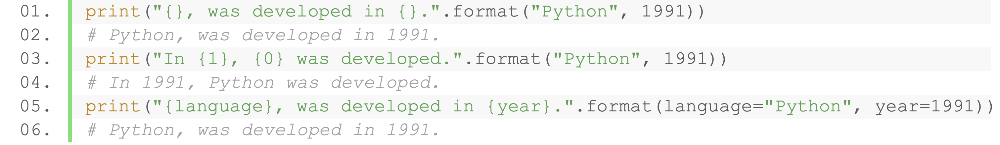 01. print("{}, was developed in {}.".format("Python", 1991))
02. # Python, was developed in 1991.
03. print("In {1}, {0} was developed.".format("Python", 1991))
04. # In 1991, Python was developed.
05. print("{language}, was developed in {year}.".format(language="Python", year=1991))
06. # Python, was developed in 1991.